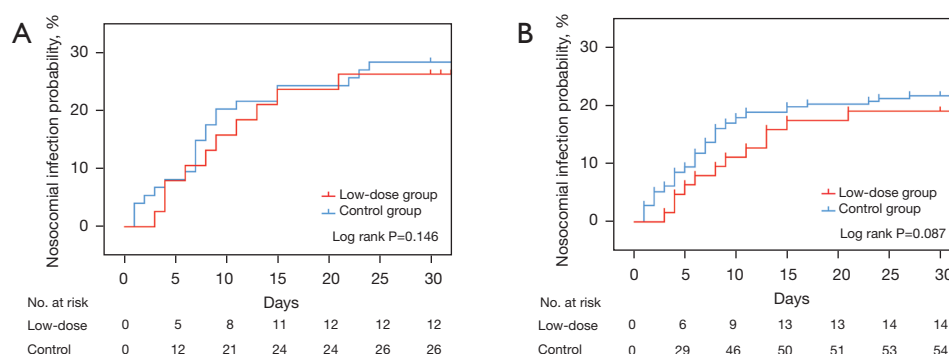 A
Nosocomial infection probability, %
30
20
10
0
Low-dose group
Control group
Log rank P=0.146
0 5 10 15 20 25 30
Days
No. at risk
Low-dose 0 5 8 11 12 12 12
Control 0 12 21 24 24 26 26
B
Nosocomial infection probability, %
30
20
10
0
Low-dose group
Control group
Log rank P=0.087
0 5 10 15 20 25 30
Days
No. at risk
Low-dose 0 6 9 13 13 14 14
Control 0 29 46 50 51 53 54